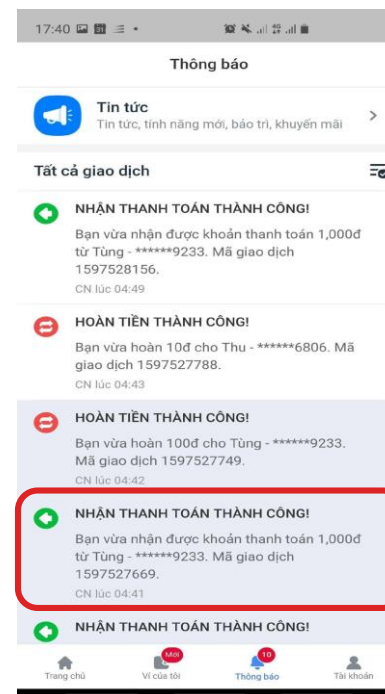 17:40
Thông báo
Tin tức
Tin tức, tính năng mới, bảo trì, khuyến mãi
Tất cả giao dịch
NHẬN THANH TOÁN THÀNH CÔNG!
Bạn vừa nhận được khoản thanh toán 1,000đ
từ Tùng - ******9233. Mã giao dịch
1597528156.
CN lúc 04:49
HOÀN TIỀN THÀNH CÔNG!
Bạn vừa hoàn 10đ cho Thu - ******6806. Mã
giao dịch 1597527788.
CN lúc 04:43
HOÀN TIỀN THÀNH CÔNG!
Bạn vừa hoàn 100đ cho Tùng - ******9233.
Mã giao dịch 1597527749.
CN lúc 04:42
NHẬN THANH TOÁN THÀNH CÔNG!
Bạn vừa nhận được khoản thanh toán 1,000đ
từ Tùng - ******9233. Mã giao dịch
1597527669.
CN lúc 04:41
NHẬN THANH TOÁN THÀNH CÔNG!
Mới
10
Trang chủ
Ví của tôi
Thông báo
Tài khoản